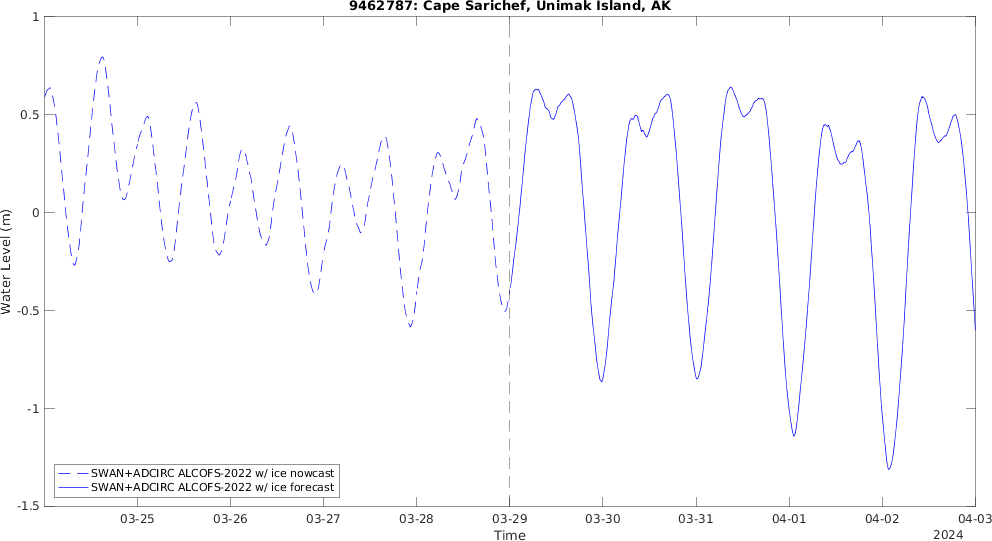 9462787: Cape Sarichef, Unimak Island, AK
Water Level (m)
1
0.5
0
-0.5
-1
-1.5
SWAN+ADCIRC ALCOFS-2022 w/ ice nowcast
SWAN+ADCIRC ALCOFS-2022 w/ ice forecast
03-25 03-26 03-27 03-28 03-29 03-30 03-31 04-01 04-02 04-03
Time
2024